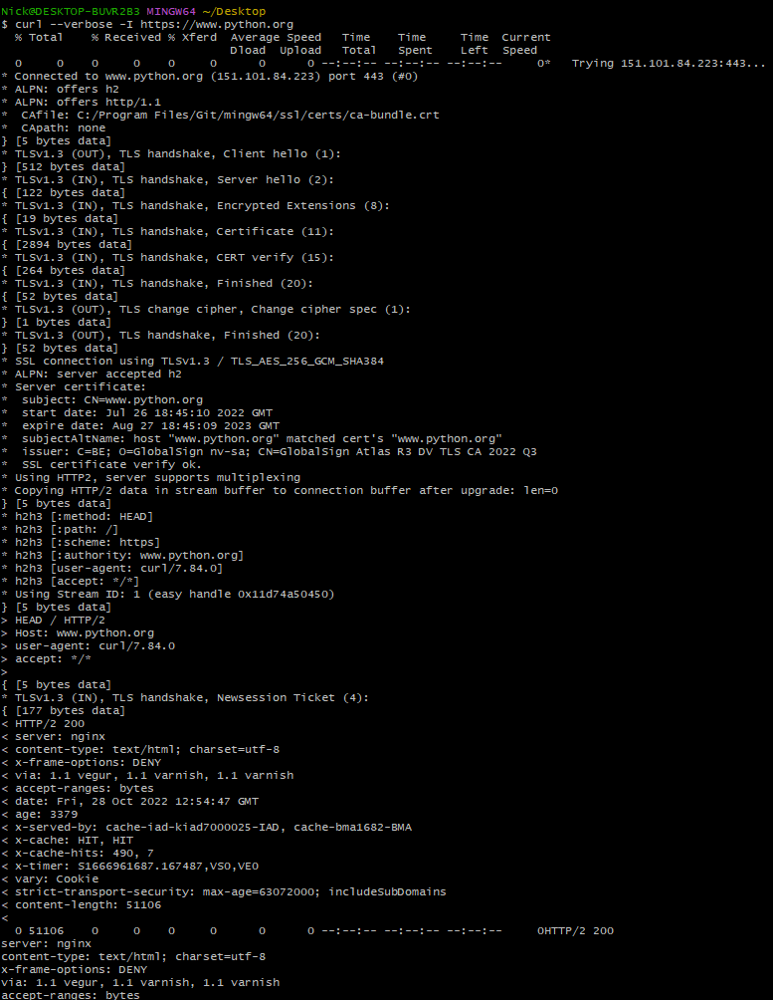 Nick@DESKTOP-BUVR2B3 MINGW64 ~/Desktop
$ curl --verbose -I https://www.python.org
  % Total    % Received % Xferd  Average Speed   Time    Time     Time  Current
                                 Dload  Upload   Total   Spent    Left  Speed
  0     0    0     0    0     0      0      0 --:--:-- --:--:-- --:--:--     0*   Trying 151.101.84.223:443...
* Connected to www.python.org (151.101.84.223) port 443 (#0)
* ALPN: offers h2
* ALPN: offers http/1.1
*  CAfile: C:/Program Files/Git/mingw64/ssl/certs/ca-bundle.crt
*  CApath: none
} [5 bytes data]
* TLSv1.3 (OUT), TLS handshake, Client hello (1):
} [512 bytes data]
* TLSv1.3 (IN), TLS handshake, Server hello (2):
{ [122 bytes data]
* TLSv1.3 (IN), TLS handshake, Encrypted Extensions (8):
{ [19 bytes data]
* TLSv1.3 (IN), TLS handshake, Certificate (11):
{ [2894 bytes data]
* TLSv1.3 (IN), TLS handshake, CERT verify (15):
{ [264 bytes data]
* TLSv1.3 (IN), TLS handshake, Finished (20):
{ [52 bytes data]
* TLSv1.3 (OUT), TLS change cipher, Change cipher spec (1):
} [1 bytes data]
* TLSv1.3 (OUT), TLS handshake, Finished (20):
} [52 bytes data]
* SSL connection using TLSv1.3 / TLS_AES_256_GCM_SHA384
* ALPN: server accepted h2
* Server certificate:
*  subject: CN=www.python.org
*  start date: Jul 26 18:45:10 2022 GMT
*  expire date: Aug 27 18:45:09 2023 GMT
*  subjectAltName: host "www.python.org" matched cert's "www.python.org"
*  issuer: C=BE; O=GlobalSign nv-sa; CN=GlobalSign Atlas R3 DV TLS CA 2022 Q3
*  SSL certificate verify ok.
* Using HTTP2, server supports multiplexing
* Copying HTTP/2 data in stream buffer to connection buffer after upgrade: len=0
} [5 bytes data]
* h2h3 [:method: HEAD]
* h2h3 [:path: /]
* h2h3 [:scheme: https]
* h2h3 [:authority: www.python.org]
* h2h3 [user-agent: curl/7.84.0]
* h2h3 [accept: */*]
* Using Stream ID: 1 (easy handle 0x11d74a50450)
} [5 bytes data]
> HEAD / HTTP/2
> Host: www.python.org
> user-agent: curl/7.84.0
> accept: */*
>
{ [5 bytes data]
* TLSv1.3 (IN), TLS handshake, Newsession Ticket (4):
{ [177 bytes data]
< HTTP/2 200
< server: nginx
< content-type: text/html; charset=utf-8
< x-frame-options: DENY
< via: 1.1 vegur, 1.1 varnish, 1.1 varnish
< accept-ranges: bytes
< date: Fri, 28 Oct 2022 12:54:47 GMT
< age: 3379
< x-served-by: cache-iad-kiad7000025-IAD, cache-bma1682-BMA
< x-cache: HIT, HIT
< x-cache-hits: 490, 7
< x-timer: S1666961687.167487,VS0,VE0
< vary: Cookie
< strict-transport-security: max-age=63072000; includeSubDomains
< content-length: 51106
<
  0 51106    0     0    0     0      0      0 --:--:-- --:--:-- --:--:--     0HTTP/2 200
server: nginx
content-type: text/html; charset=utf-8
x-frame-options: DENY
via: 1.1 vegur, 1.1 varnish, 1.1 varnish
accept-ranges: bytes